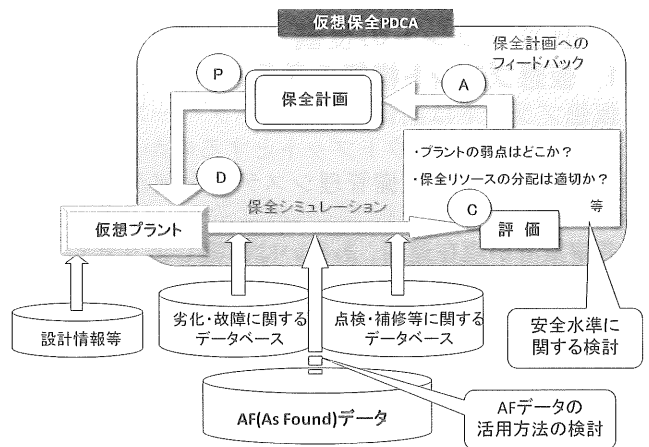 仮想保全PDCA
保全計画への
フィードバック
P
保全計画
A
・プラントの弱点はどこか？
・保全リソースの分配は適切か？
等
D
保全シミュレーション
C
仮想プラント
評 価
設計情報等
劣化・故障に関する
データベース
点検・補修等に関する
データベース
安全水準に
関する検討
AF(As Found)データ
AFデータの
活用方法の検討